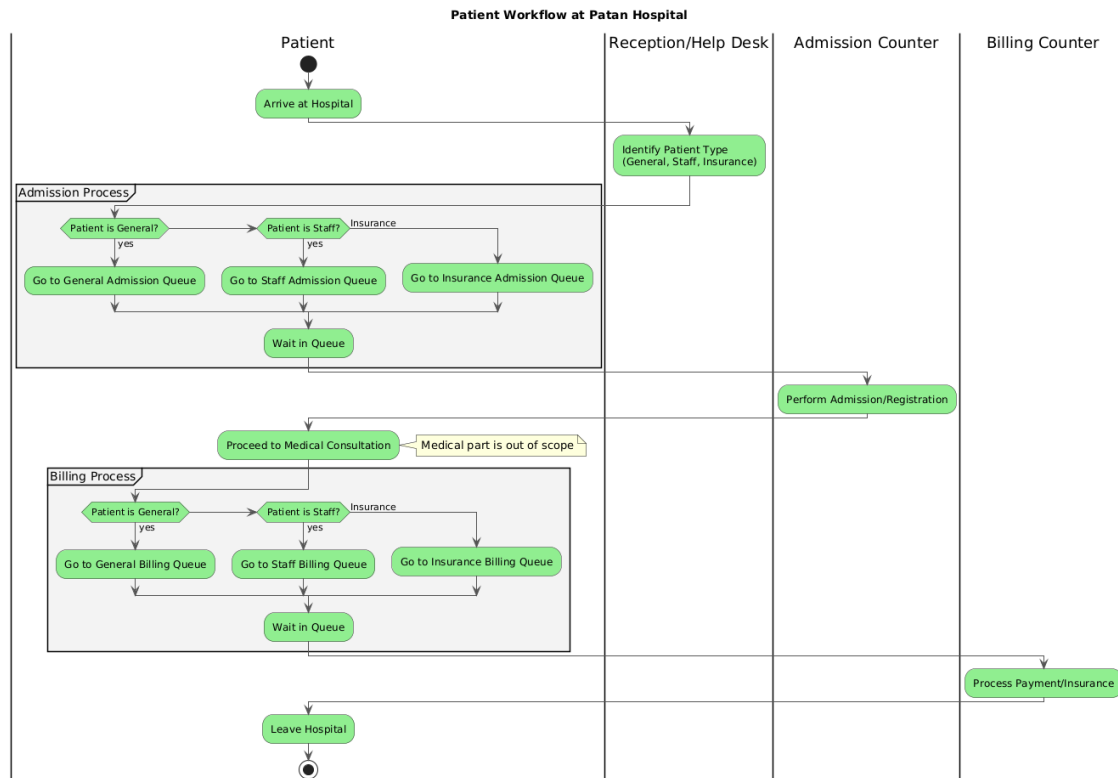 Patient Workflow at Patan Hospital
Patient
Reception/Help Desk
Admission Counter
Billing Counter
Arrive at Hospital
Identify Patient Type
(General, Staff, Insurance)
Admission Process
Patient is General?
Patient is Staff?
Insurance
yes
yes
Go to General Admission Queue
Go to Staff Admission Queue
Go to Insurance Admission Queue
Wait in Queue
Perform Admission/Registration
Proceed to Medical Consultation
Medical part is out of scope
Billing Process
Patient is General?
Patient is Staff?
Insurance
yes
yes
Go to General Billing Queue
Go to Staff Billing Queue
Go to Insurance Billing Queue
Wait in Queue
Process Payment/Insurance
Leave Hospital